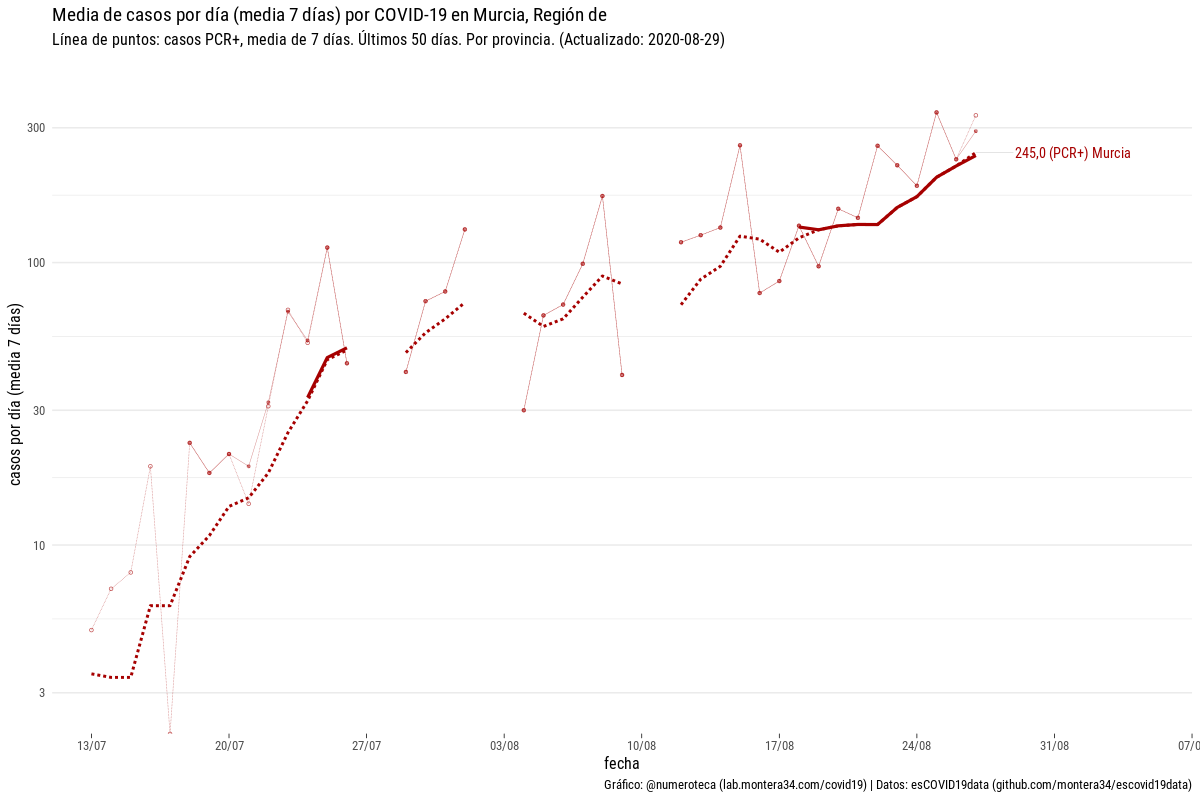 Media de casos por día (media 7 días) por COVID-19 en Murcia, Región de
Línea de puntos: casos PCR+, media de 7 días. Últimos 50 días. Por provincia. (Actualizado: 2020-08-29)
casos por día (media 7 días)
300
100
30
10
3
245,0 (PCR+) Murcia
13/07
20/07
27/07
03/08
10/08
17/08
24/08
31/08
07/0
fecha
Gráfico: @numeroteca (lab.montera34.com/covid19) | Datos: esCOVID19data (github.com/montera34/escovid19data)